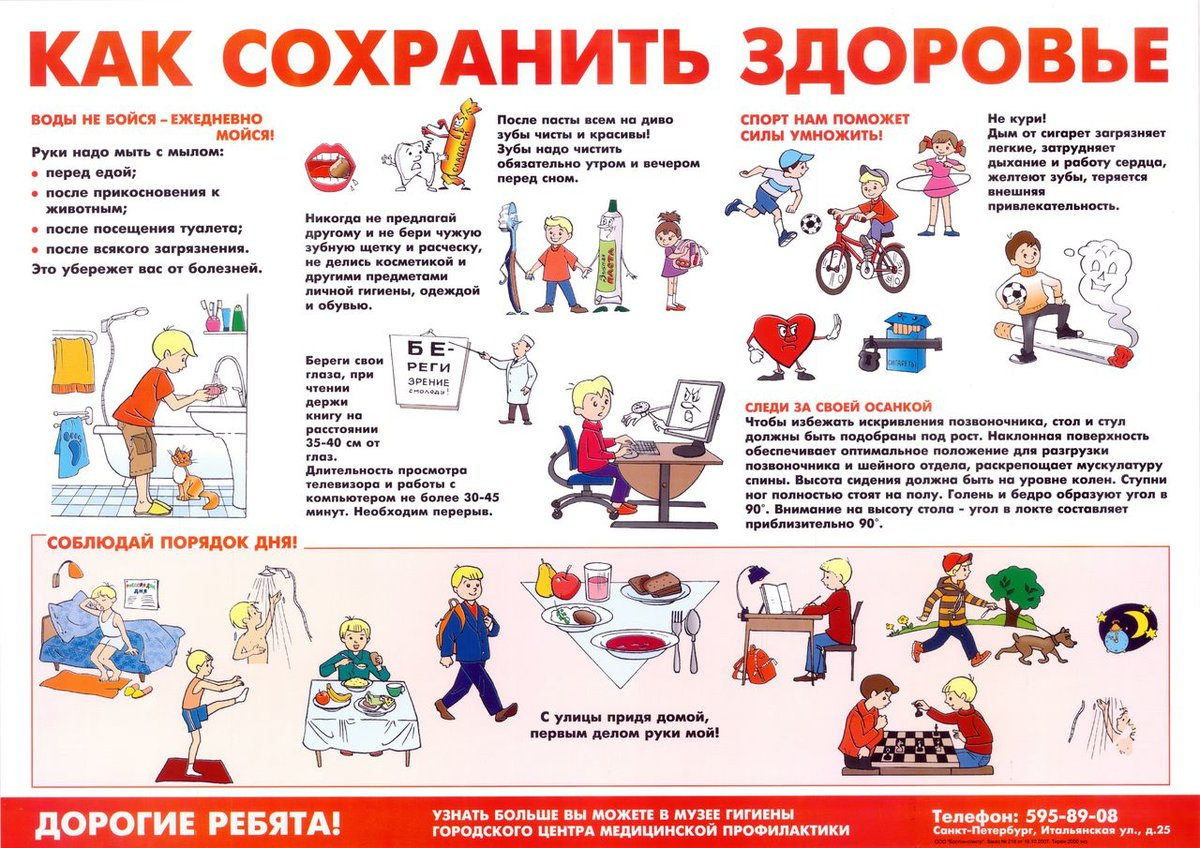 КАК СОХРАНИТЬ ЗДОРОВЬЕ
ВОДЫ НЕ БОЙСЯ – ЕЖЕДНЕВНО
МОЙСЯ!
Руки надо мыть с мылом:
• перед едой;
• после прикосновения к
животным;
• после посещения туалета;
• после всякого загрязнения.
Это убережет вас от болезней.
СЛАДОСТИ
После пасты всем на диво
зубы чисты и красивы!
Зубы надо чистить
обязательно утром и вечером
перед сном.
Никогда не предлагай
другому и не бери чужую
зубную щетку и расческу,
не делись косметикой и
другими предметами
личной гигиены, одеждой
и обувью.
Зубная
ПАСТА
Береги свои
глаза, при
чтении
держи
книгу на
расстоянии
35-40 см от
глаз.
Длительность просмотра
телевизора и работы с
компьютером не более 30-45
минут. Необходим перерыв.
БЕ-
РЕГИ
ЗРЕНИЕ
СМОЛОДУ!
СПОРТ НАМ ПОМОЖЕТ
СИЛЫ УМНОЖИТЬ!
Не кури!
Дым от сигарет загрязняет
легкие, затрудняет
дыхание и работу сердца,
желтеют зубы, теряется
внешняя
привлекательность.
СИГАРЕТЫ
СЛЕДИ ЗА СВОЕЙ ОСАНКОЙ
Чтобы избежать искривления позвоночника, стол и стул
должны быть подобраны под рост. Наклонная поверхность
обеспечивает оптимальное положение для разгрузки
позвоночника и шейного отдела, раскрепощает мускулатуру
спины. Высота сидения должна быть на уровне колен. Ступни
ног полностью стоят на полу. Голень и бедро образуют угол в
90°. Внимание на высоту стола - угол в локте составляет
приблизительно 90°.
СОБЛЮДАЙ ПОРЯДОК ДНЯ!
ДНЯ
С улицы придя домой,
первым делом руки мой!
ДОРОГИЕ РЕБЯТА!
УЗНАТЬ БОЛЬШЕ ВЫ МОЖЕТЕ В МУЗЕЕ ГИГИЕНЫ
ГОРОДСКОГО ЦЕНТРА МЕДИЦИНСКОЙ ПРОФИЛАКТИКИ
Телефон: 595-89-08
Санкт-Петербург, Итальянская ул., д.25